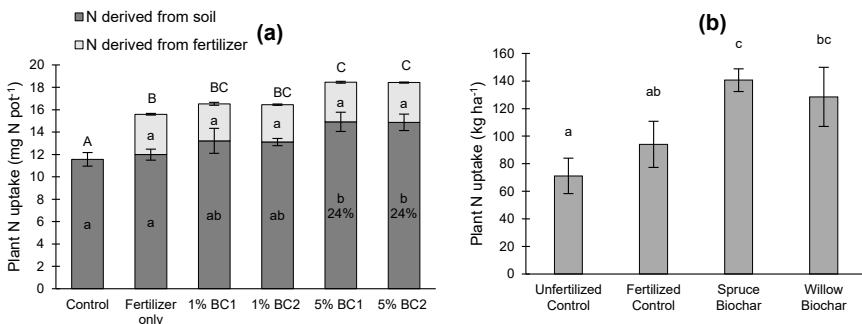 N derived from soil
N derived from fertilizer
(a)
Plant N uptake (mg N pot-1)
20
18
16
14
12
10
8
6
4
2
0
A
B
BC
BC
C
C
a
a
a
a
a
a
a
ab
ab
b
24%
b
24%
Control
Fertilizer
only
1% BC1
1% BC2
5% BC1
5% BC2
(b)
Plant N uptake (kg ha-1)
160
140
120
100
80
60
40
20
0
a
ab
c
bc
Unfertilized
Control
Fertilized
Control
Spruce
Biochar
Willow
Biochar